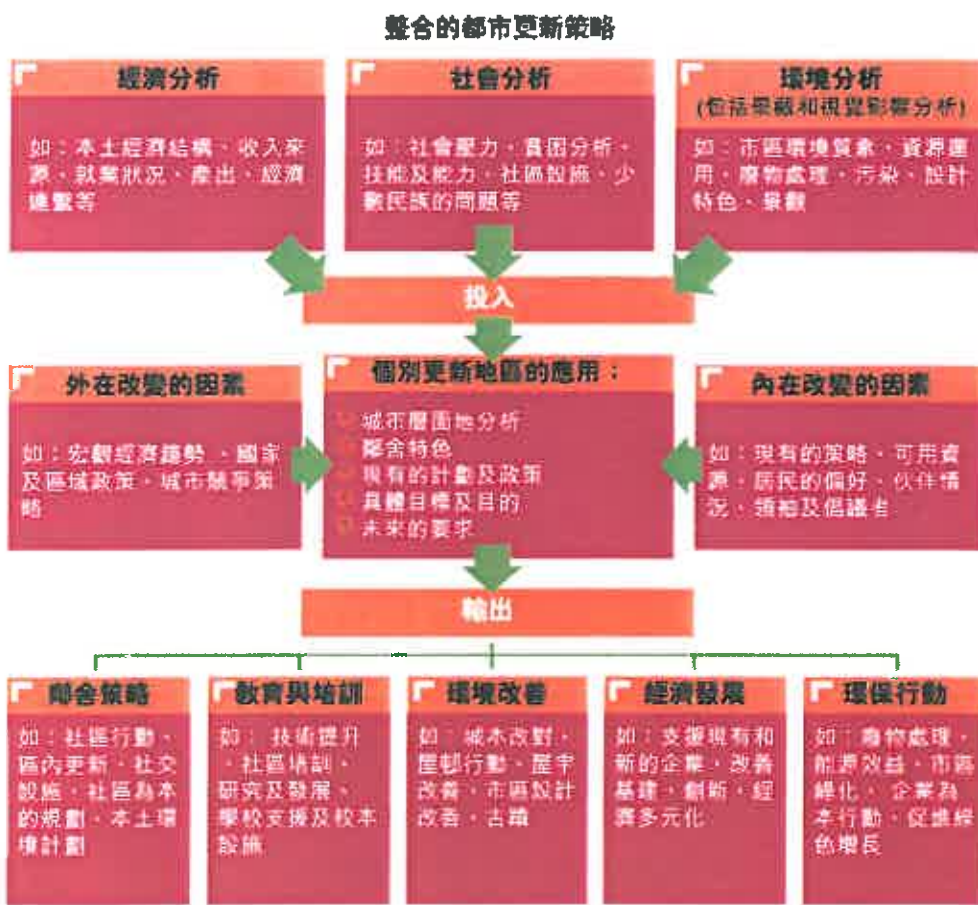 整合的都市更新策略
經濟分析
如：本土經濟結構、收入來
源、就業狀況、產出、經濟
連繫等
社會分析
如：社會壓力、貧困分析、
技能及能力、社區設施、少
數民族的問題等
環境分析
(包括景觀和視覺影響分析)
如：市區環境質素、資源運
用、廢物處理、污染、設計
特色、景觀
投入
外在改變的因素
如：宏觀經濟趨勢、國家
及區域政策、城市競爭策
略
個別更新地區的應用：
城市層面地分析
鄰舍特色
現有的計劃及政策
具體目標及目的
未來的要求
內在改變的因素
如：現有的策略、可用資
源、居民的偏好、伙伴情
況、領袖及倡議者
輸出
鄰舍策略
如：社區行動、
區內更新、社交
設施、社區為本
的規劃、本土環
境計劃
教育與培訓
如： 技術提升
、社區培訓、
研究及發展、
學校支援及校本
設施
環境改善
如：城本改對、
屋邨行動、屋宇
改善、市區設計
改善、古蹟
經濟發展
如：支援現有和
新的企業、改善
基建、創新、經
濟多元化
環保行動
如：廢物處理、
能源效益、市區
綠化、企業為
本行動、促進綠
色增長